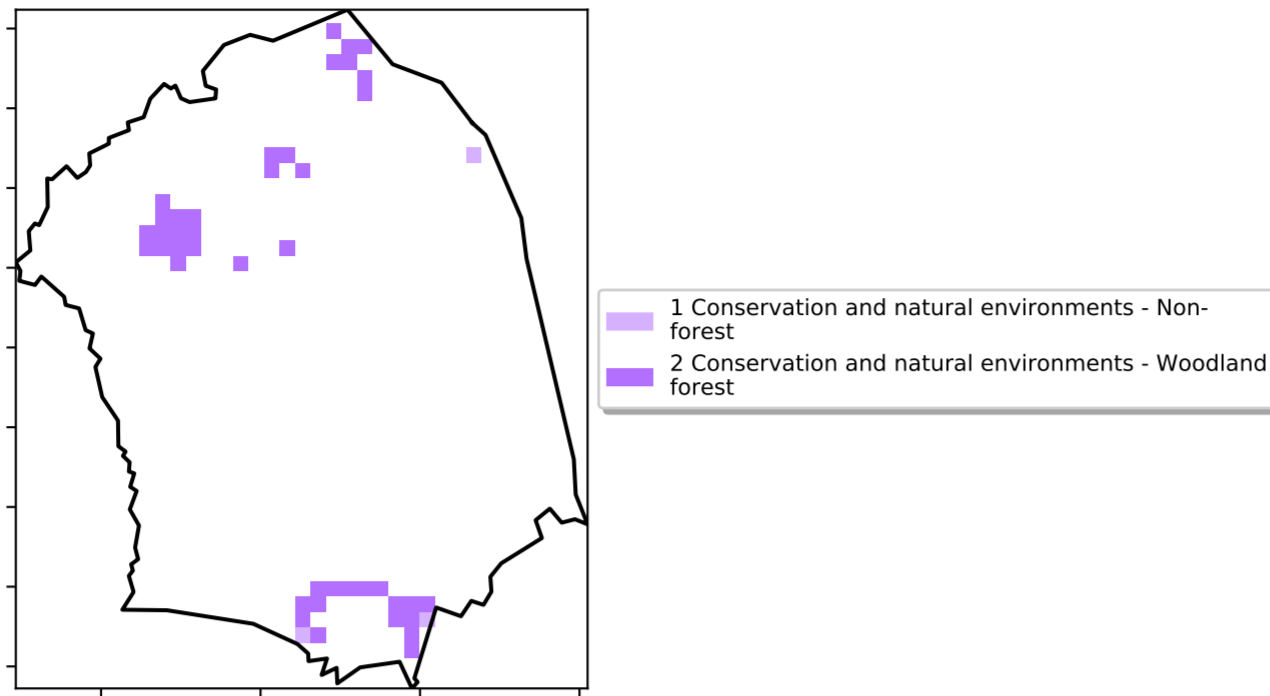 1 Conservation and natural environments - Non-
forest
2 Conservation and natural environments - Woodland
forest